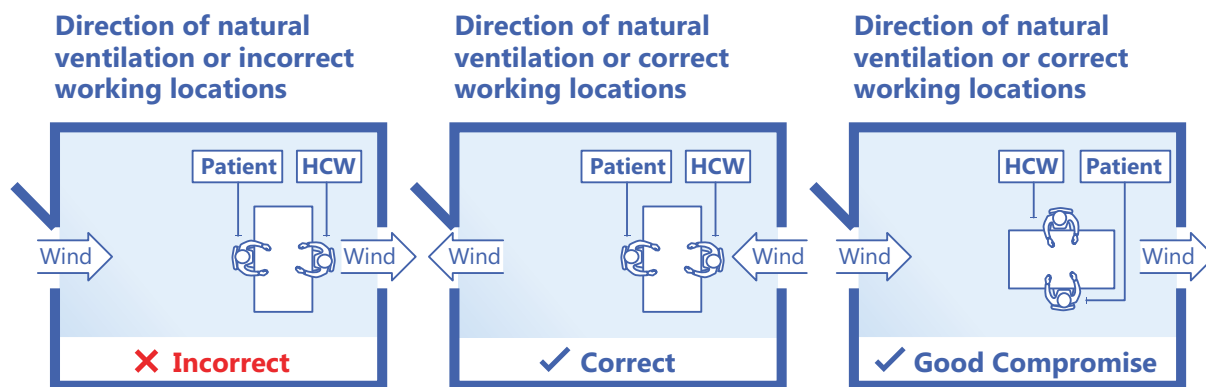 Direction of natural
ventilation or incorrect
working locations
Patient
HCW
Wind
Wind
Incorrect
Direction of natural
ventilation or correct
working locations
Patient
HCW
Wind
Wind
Correct
Direction of natural
ventilation or correct
working locations
HCW
Patient
Wind
Wind
Good Compromise